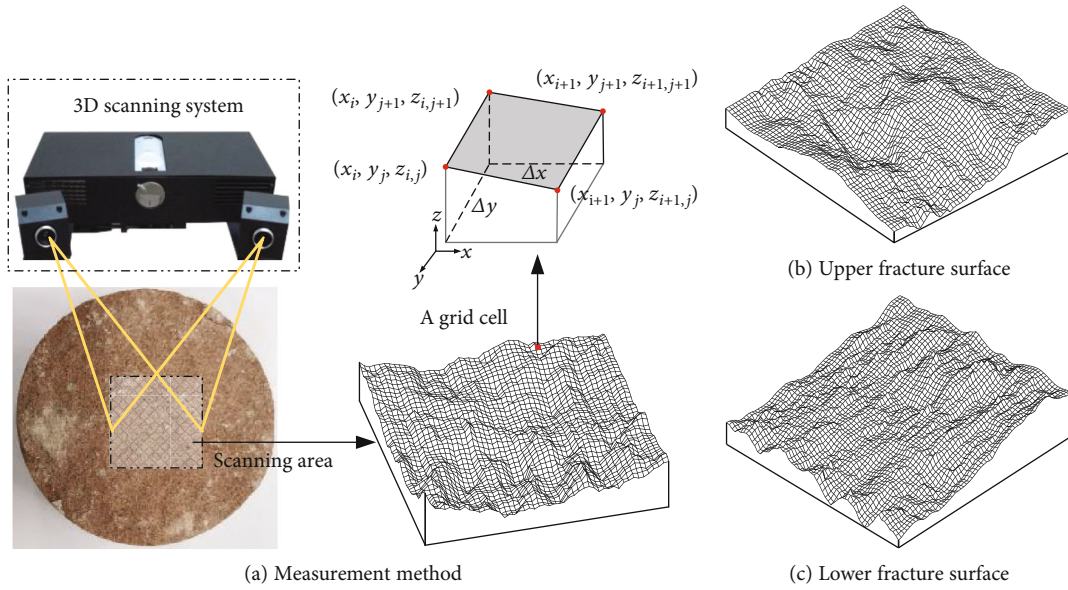 3D scanning system
(x_i, y_{j+1}, z_{i,j+1})
(x_{i+1}, y_{j+1}, z_{i+1,j+1})
(x_i, y_j, z_{i,j})
(x_{i+1}, y_j, z_{i+1,j})
Δx
Δy
z
x
y
A grid cell
Scanning area
(a) Measurement method
(b) Upper fracture surface
(c) Lower fracture surface